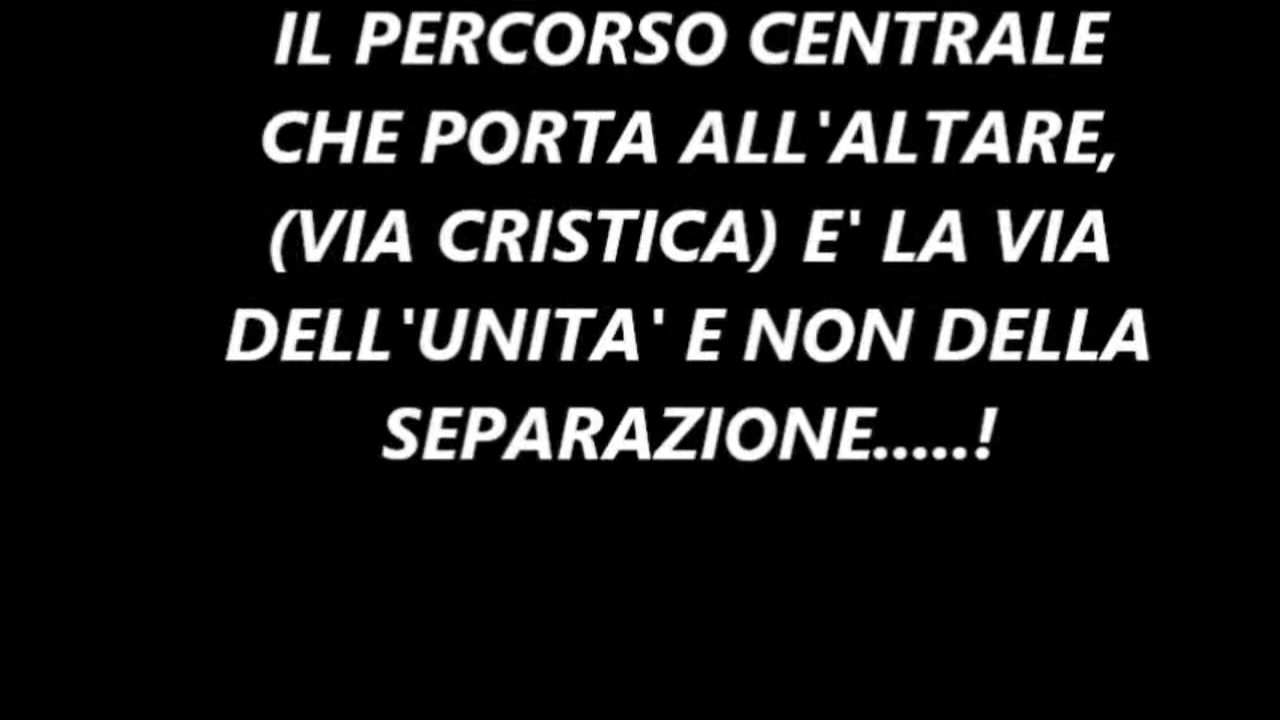 IL PERCORSO CENTRALE
CHE PORTA ALL'ALTARE,
(VIA CRISTICA) E' LA VIA
DELL'UNITA' E NON DELLA
SEPARAZIONE.....!